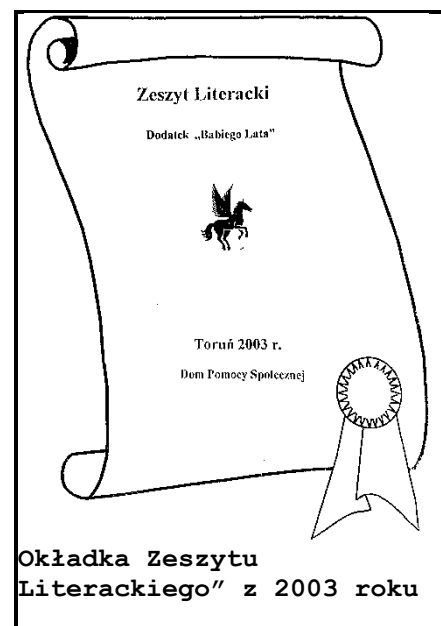 Zeszyt Literacki
Dodatek „Babiego Lata"
Toruń 2003 r.
Dom Pomocy Społecznej
Okładka Zeszytu
Literackiego" z 2003 roku